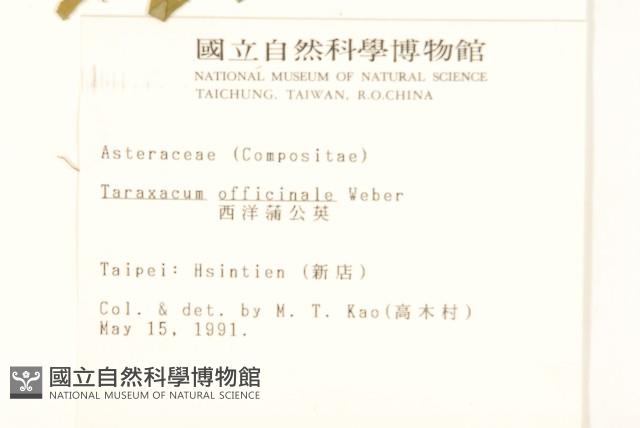 國立自然科學博物館
NATIONAL MUSEUM OF NATURAL SCIENCE
TAICHUNG, TAIWAN, R.O.CHINA
Asteraceae (Compositae)
Taraxacum officinale Weber
西洋蒲公英
Taipei: Hsintien (新店)
Col. & det. by M. T. Kao(高木村)
May 15, 1991.
國立自然科學博物館
NATIONAL MUSEUM OF NATURAL SCIENCE